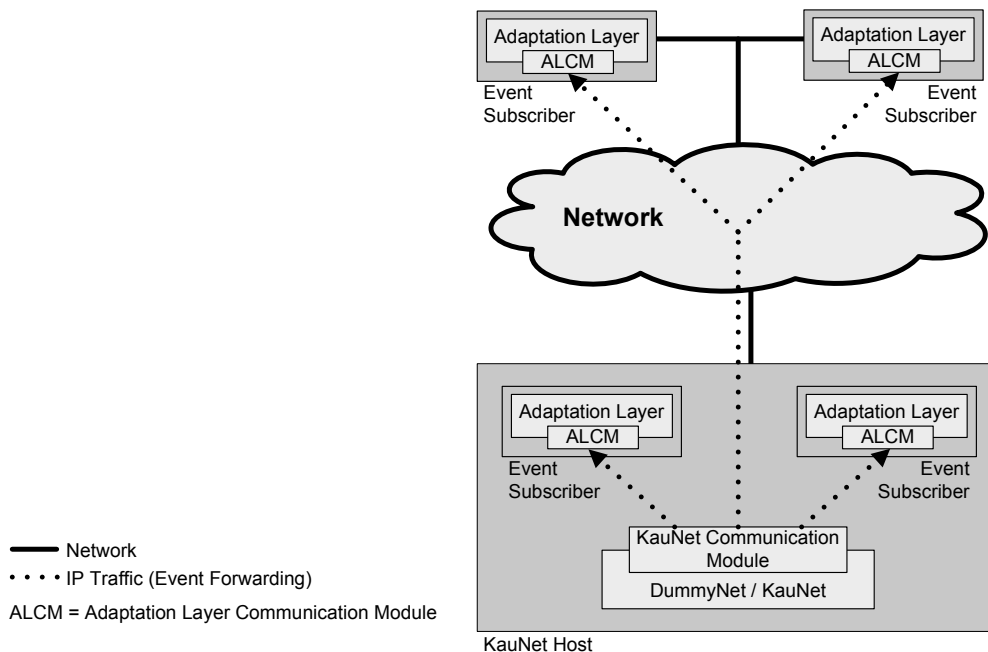 Adaptation Layer
ALCM
Event
Subscriber
Adaptation Layer
ALCM
Event
Subscriber
Network
Adaptation Layer
ALCM
Event
Subscriber
Adaptation Layer
ALCM
Event
Subscriber
KauNet Communication
Module
DummyNet / KauNet
KauNet Host
Network
IP Traffic (Event Forwarding)
ALCM = Adaptation Layer Communication Module